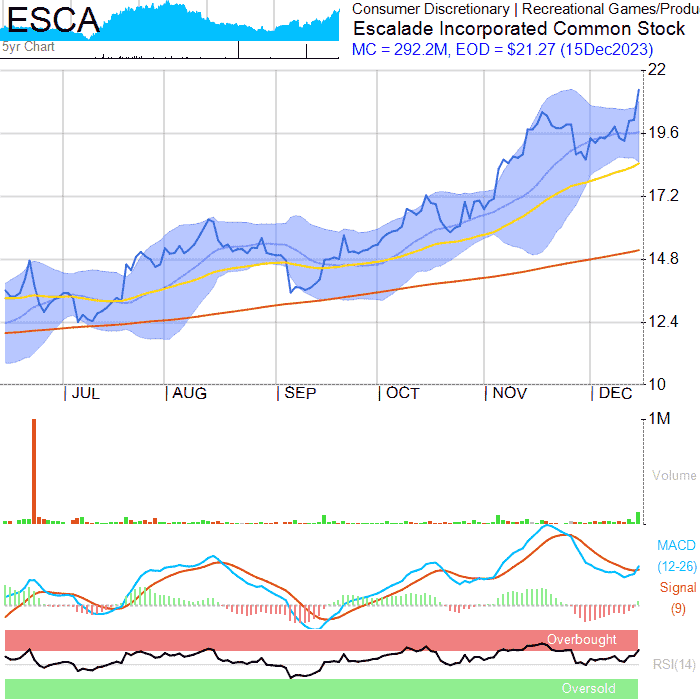 ESCA
5yr Chart
Consumer Discretionary | Recreational Games/Produ
Escalade Incorporated Common Stock
MC = 292.2M, EOD = $21.27 (15Dec2023)
22
19.6
17.2
14.8
12.4
10
JUL
AUG
SEP
OCT
NOV
DEC
1M
Volume
MACD
(12-26)
Signal
(9)
Overbought
RSI(14)
Oversold